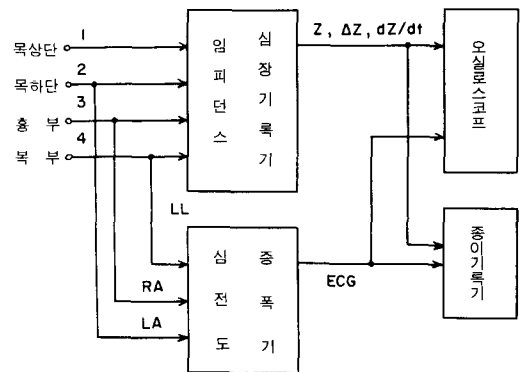 목상단 1
목하단 2
흉 부 3
복 부 4
임피던스
심장기록기
Z, ΔZ, dZ/dt
오실로스코프
LL
RA
LA
심전도
증폭기
ECG
종이기록기